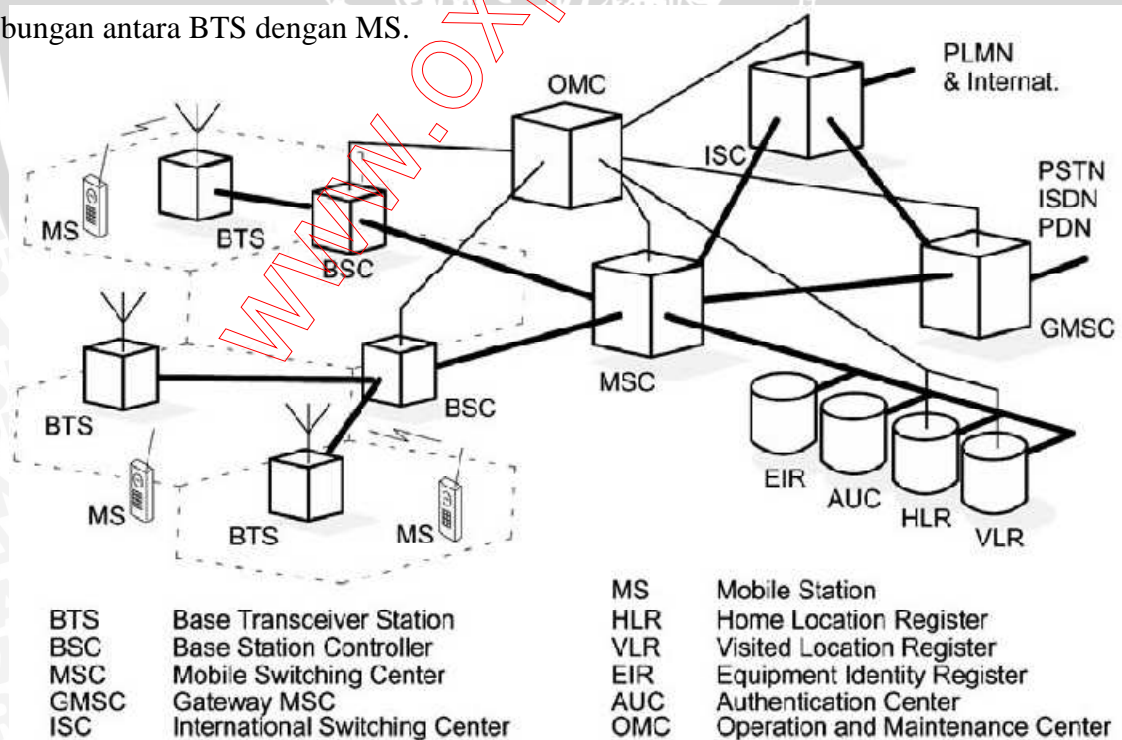 bungan antara BTS dengan MS.
PLMN
& Internat.
OMC
ISC
PSTN
ISDN
PDN
MS
BTS
BSC
GMSC
MSC
BTS
BSC
EIR
AUC
HLR
VLR
MS
BTS
MS
MS Mobile Station
BTS Base Transceiver Station
HLR Home Location Register
BSC Base Station Controller
VLR Visited Location Register
MSC Mobile Switching Center
EIR Equipment Identity Register
GMSC Gateway MSC
AUC Authentication Center
ISC International Switching Center
OMC Operation and Maintenance Center